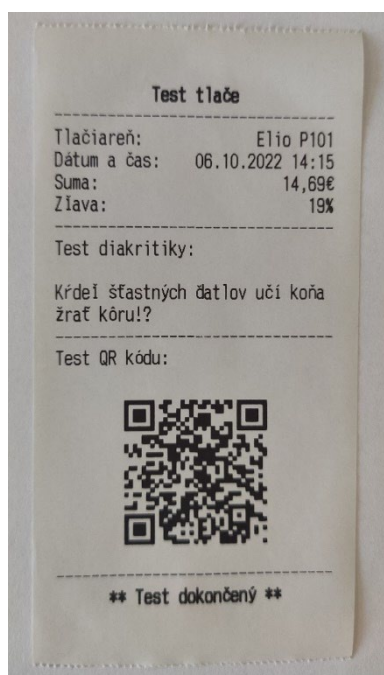 Test tlače
Tlačiareň: Elio P101
Dátum a čas: 06.10.2022 14:15
Suma: 14,69€
Zľava: 19%
Test diakritiky:
Kŕdeľ šťastných ďatľov učí koňa
žrať kôru!?
Test QR kódu:
** Test dokončený **